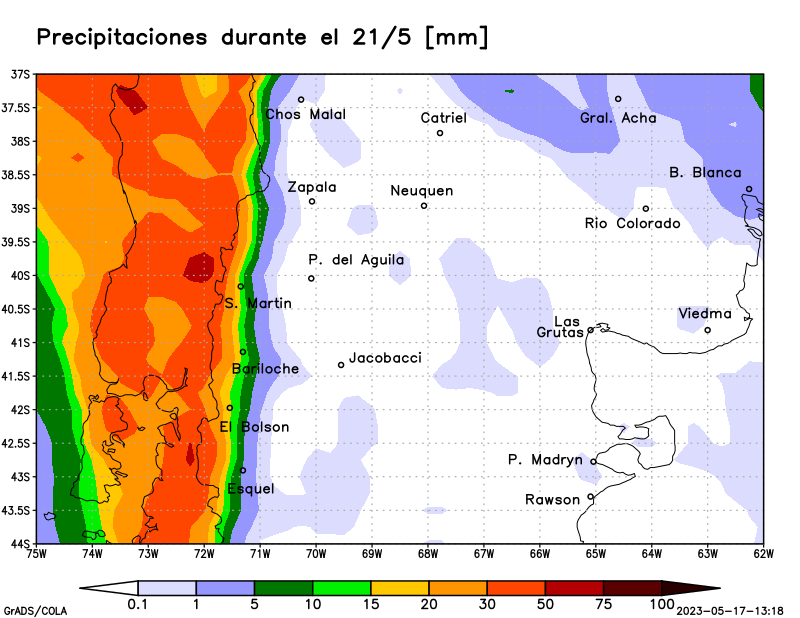 Precipitaciones durante el 21/5 [mm]
37S
37.5S
38S
38.5S
39S
39.5S
40S
40.5S
41S
41.5S
42S
42.5S
43S
43.5S
44S
Chos Malal
Catriel
Gral. Acha
B. Blanca
Zapala
Neuquen
Rio Colorado
P. del Aguila
S. Martin
Viedma
Las
Grutas
Jacobacci
Bariloche
El Bolson
P. Madryn
Esquel
Rawson
75W 74W 73W 72W 71W 70W 69W 68W 67W 66W 65W 64W 63W 62W
0.1 1 5 10 15 20 30 50 75 100
GrADS/COLA
2023-05-17-13:18